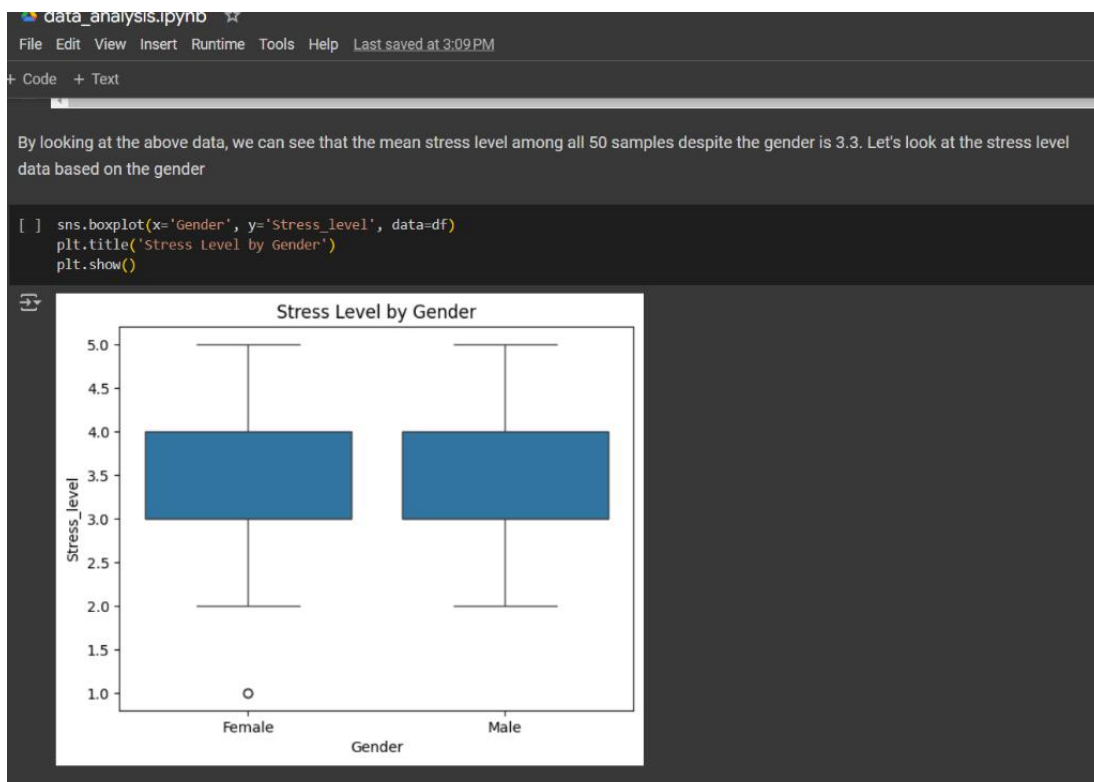 data_analysis.ipynb
File Edit View Insert Runtime Tools Help Last saved at 3:09 PM
+ Code + Text
By looking at the above data, we can see that the mean stress level among all 50 samples despite the gender is 3.3. Let's look at the stress level
data based on the gender
[ ] sns.boxplot(x='Gender', y='Stress_level', data=df)
plt.title('Stress Level by Gender')
plt.show()
Stress Level by Gender
5.0
4.5
4.0
3.5
3.0
2.5
2.0
1.5
1.0
Stress_level
Female Male
Gender